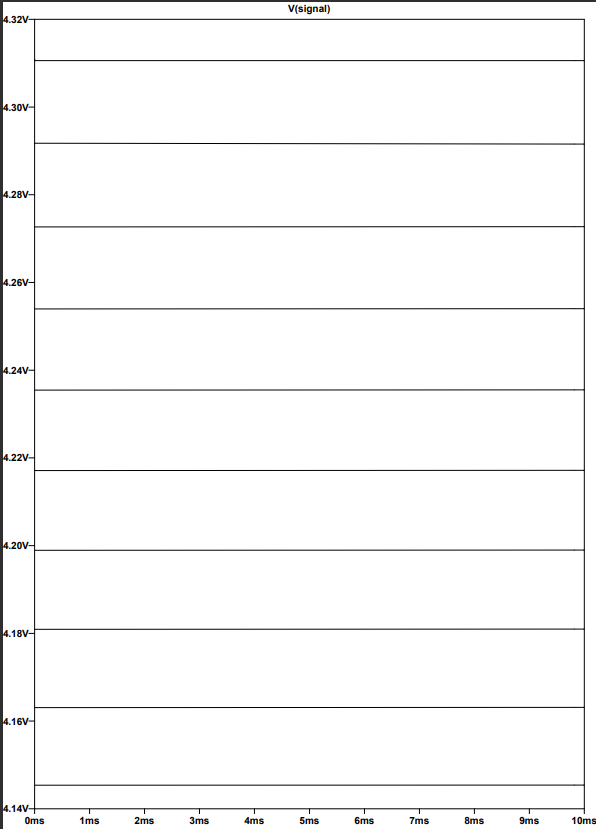 V(signal)
4.32V
4.30V
4.28V
4.26V
4.24V
4.22V
4.20V
4.18V
4.16V
4.14V
0ms 1ms 2ms 3ms 4ms 5ms 6ms 7ms 8ms 9ms 10ms